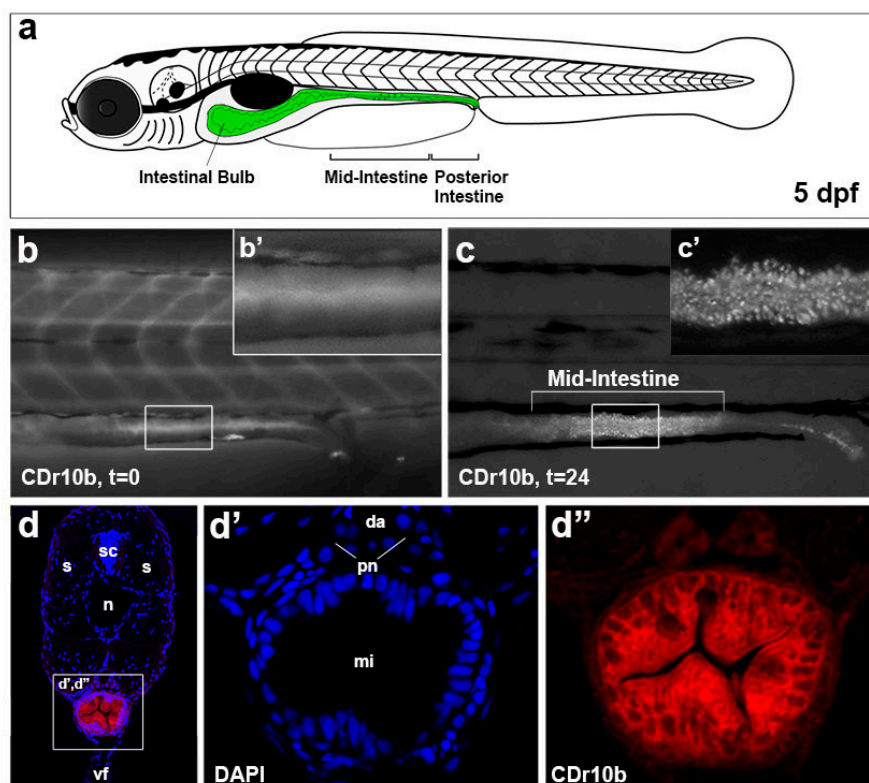 a
Intestinal Bulb
Mid-Intestine
Posterior
Intestine
5 dpf
b
b'
CDr10b, t=0
c
c'
Mid-Intestine
CDr10b, t=24
d
sc
s
s
n
d',d"
vf
d'
da
pn
mi
DAPI
d"
CDr10b